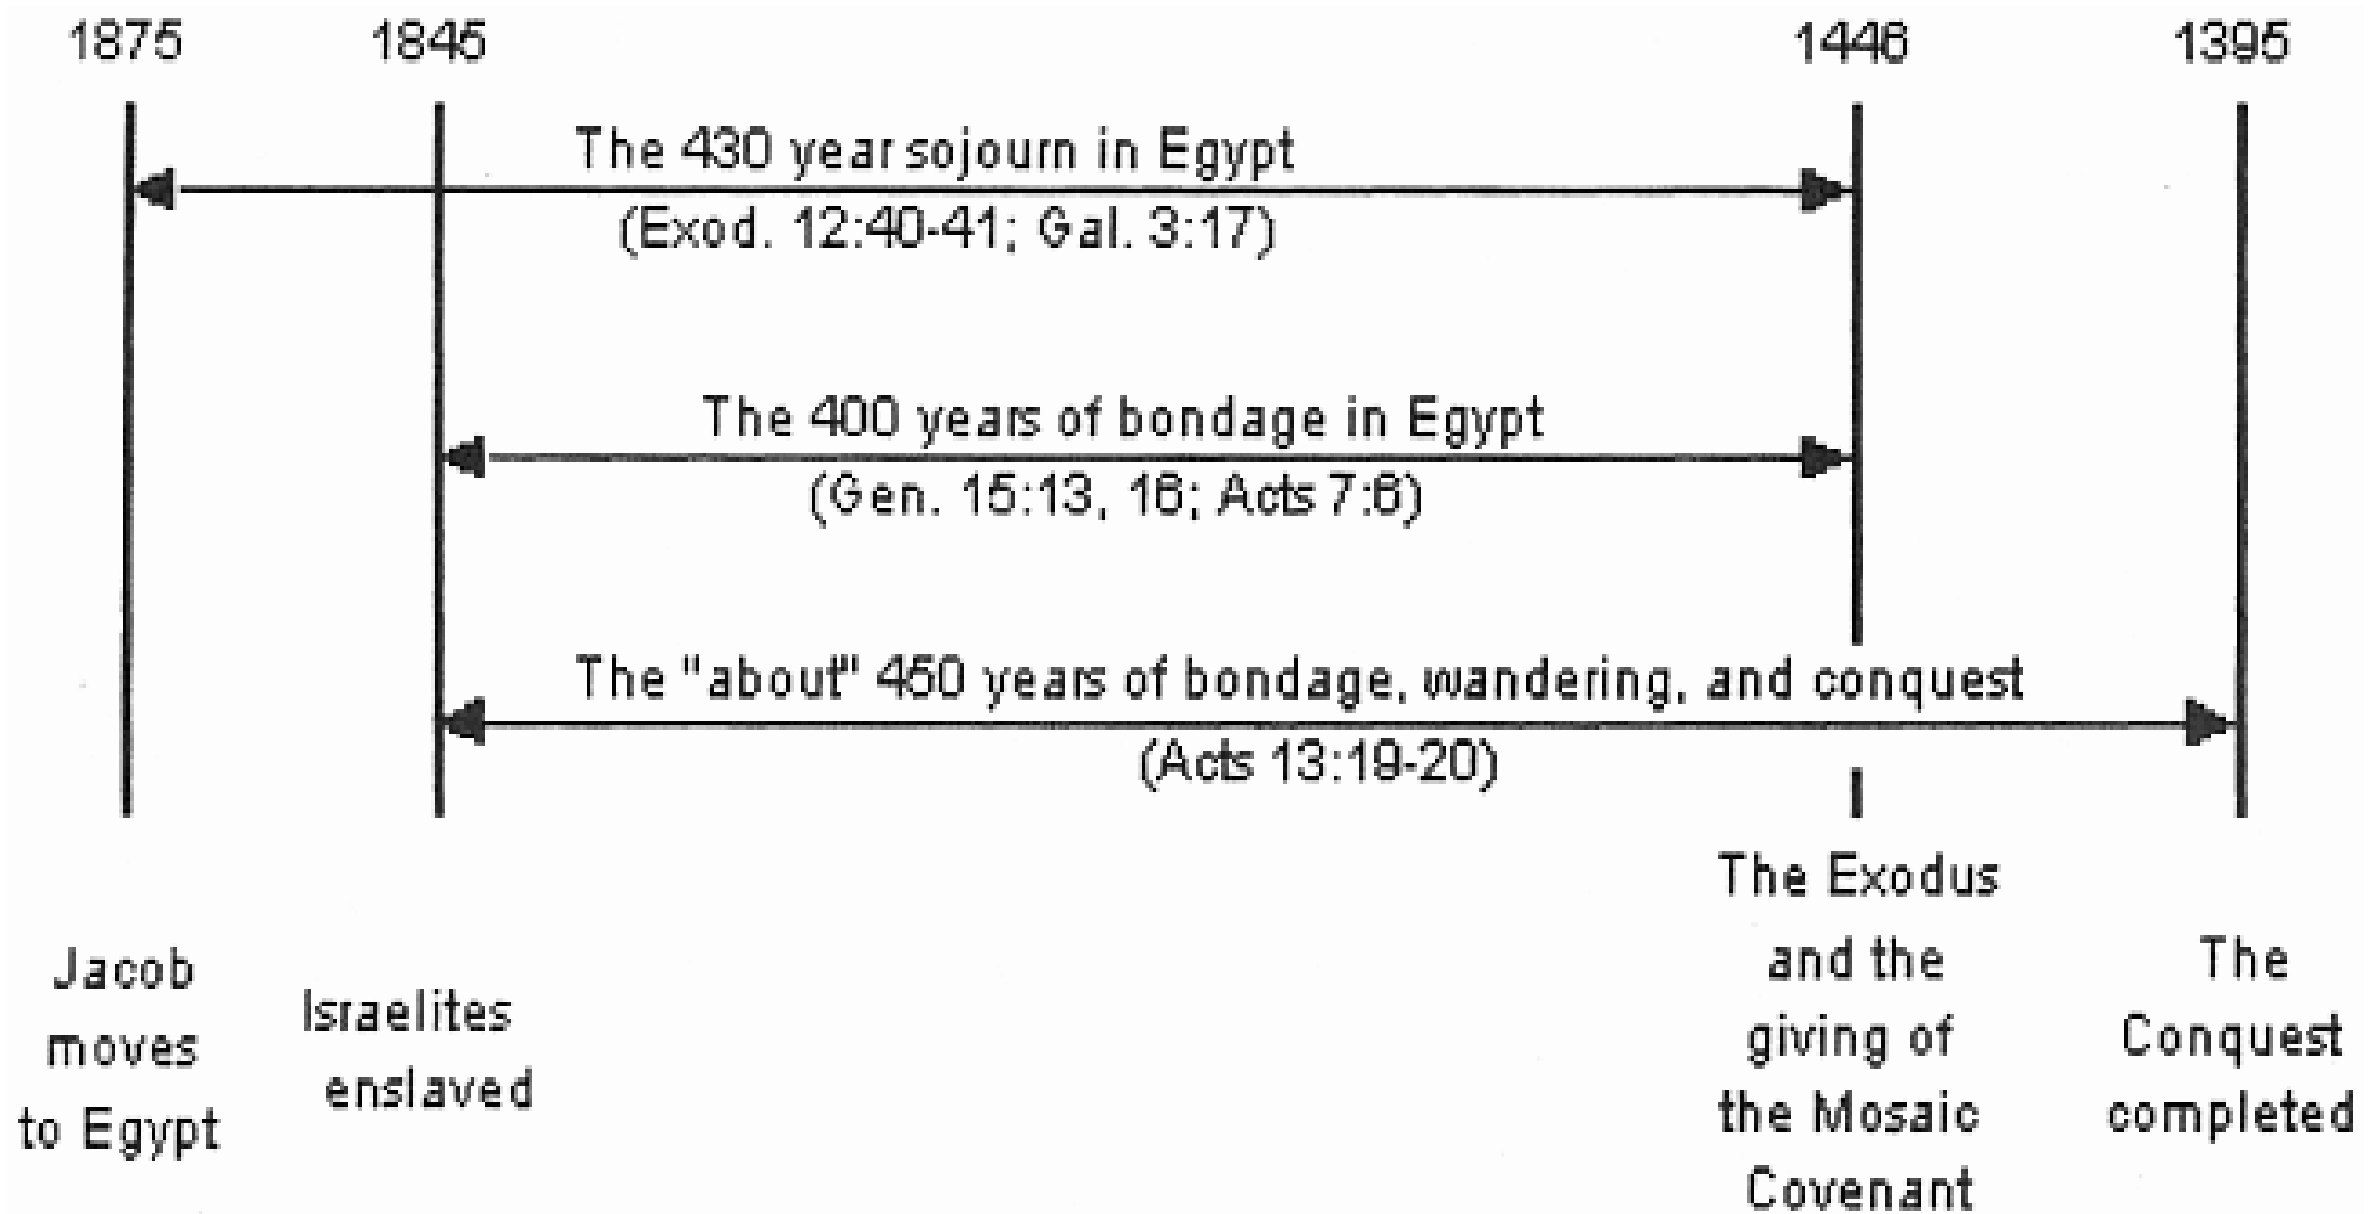 1875 1845 1446 1395
The 430 year sojourn in Egypt
(Exod. 12:40-41; Gal. 3:17)
The 400 years of bondage in Egypt
(Gen. 15:13, 16; Acts 7:6)
The "about" 450 years of bondage, wandering, and conquest
(Acts 13:19-20)
Jacob
moves
to Egypt
Israelites
enslaved
The Exodus
and the
giving of
the Mosaic
Covenant
The
Conquest
completed